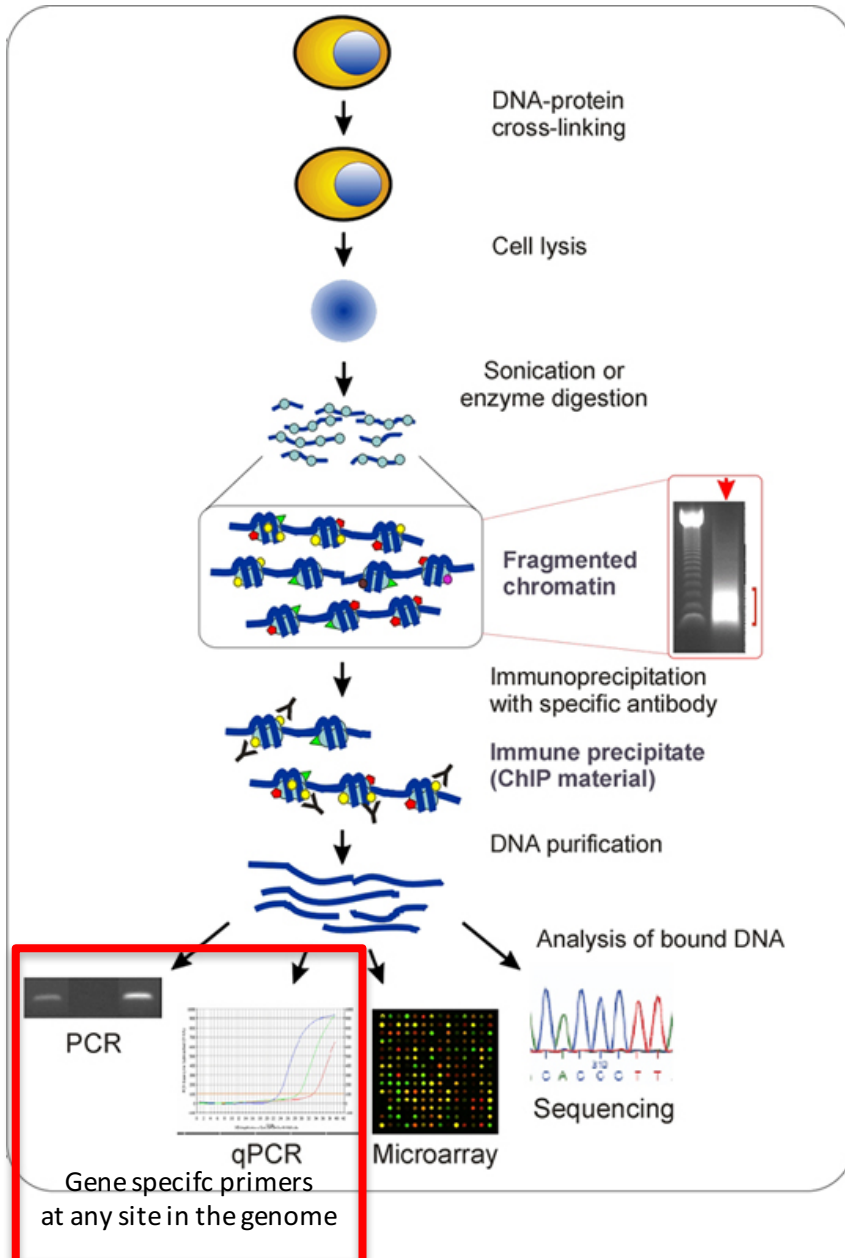 DNA-protein
cross-linking
Cell lysis
Sonication or
enzyme digestion
Fragmented
chromatin
Immunoprecipitation
with specific antibody
Immune precipitate
(ChIP material)
DNA purification
Analysis of bound DNA
PCR
qPCR
Microarray
310
C A C C C T T
Sequencing
Gene specifc primers
at any site in the genome